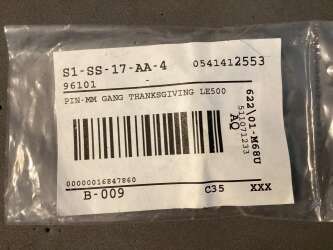 S1-SS-17-AA-4 0541412553
96101
PIN-MM GANG THANKSGIVING LE500
622\01-M68U
511071233
AQ
00000016847860
B-009 C35 XXX